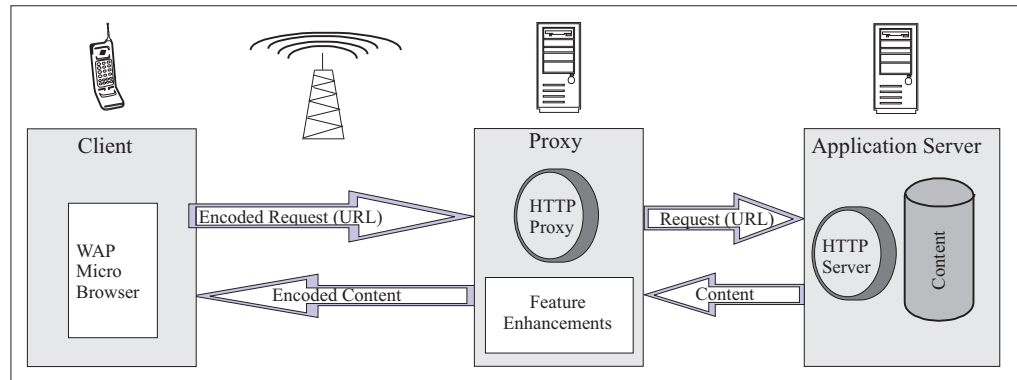 Client
Proxy
Application Server
WAP
Micro
Browser
Encoded Request (URL)
HTTP
Proxy
Request (URL)
HTTP
Server
Content
Encoded Content
Feature
Enhancements
Content